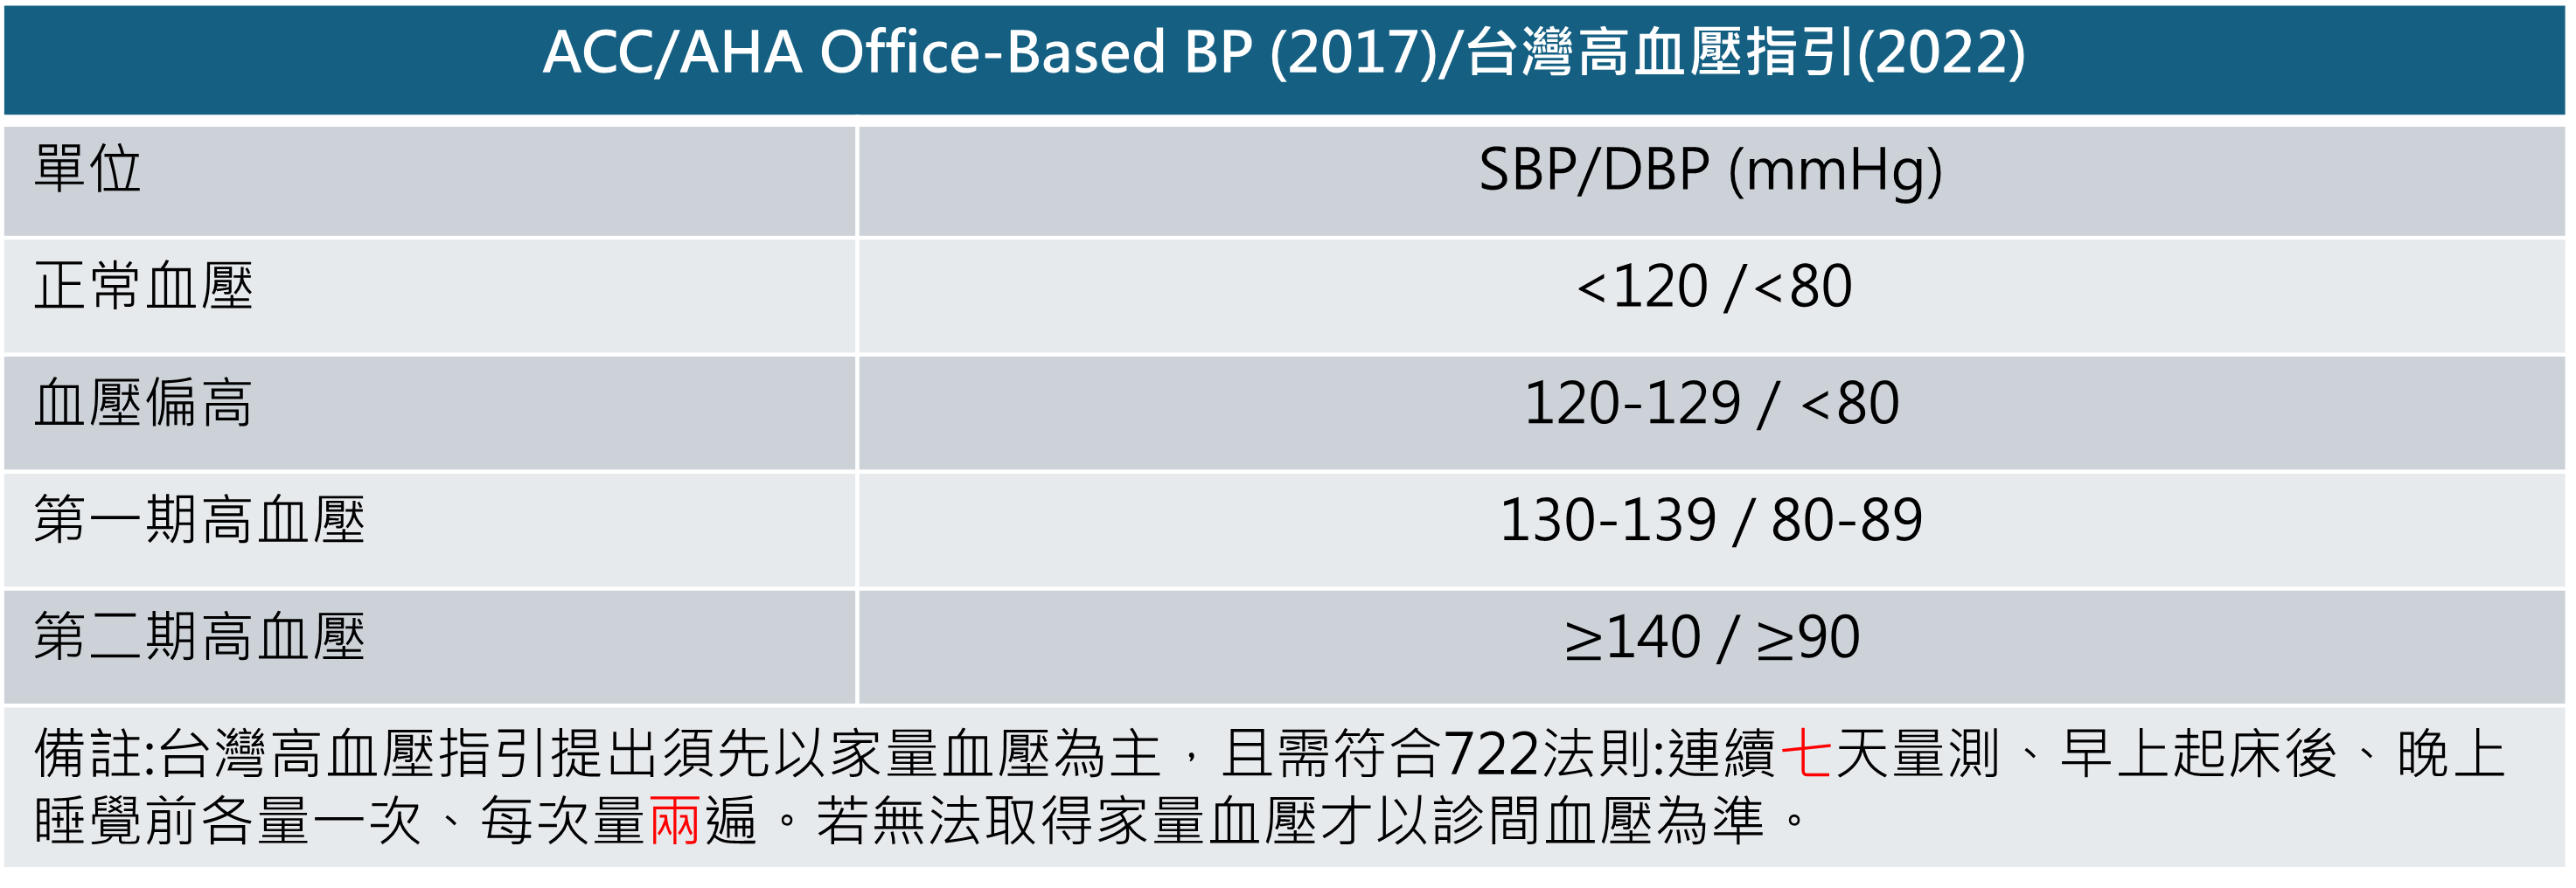 ACC/AHA Office-Based BP (2017)/台灣高血壓指引(2022)
單位 SBP/DBP (mmHg)
正常血壓 <120 /<80
血壓偏高 120-129 / <80
第一期高血壓 130-139 / 80-89
第二期高血壓 ≥140 / ≥90
備註:台灣高血壓指引提出須先以家量血壓為主，且需符合722法則:連續七天量測、早上起床後、晚上
睡覺前各量一次、每次量兩遍。若無法取得家量血壓才以診間血壓為準。